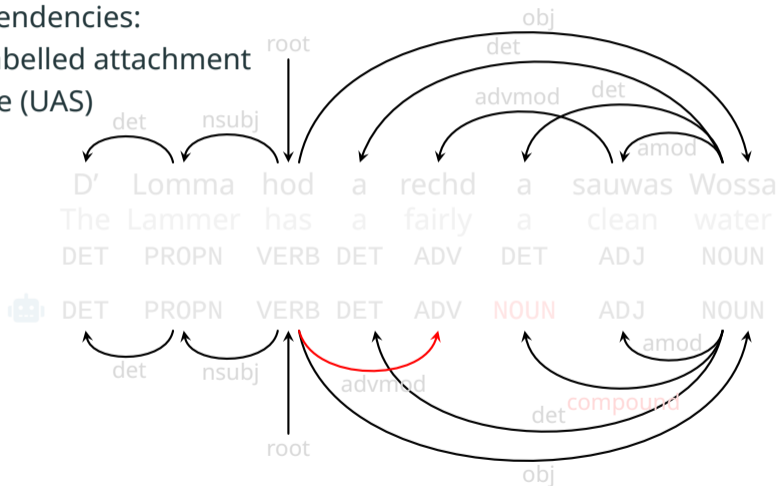 endencies:
abelled attachment
e (UAS)
obj
root det
det nsubj advmod det
amod
D’ Lomma hod a rechd a sauwas Wossa
The Lammer has a fairly a clean water
DET PROPN VERB DET ADV DET ADJ NOUN
DET PROPN VERB DET ADV NOUN ADJ NOUN
amod
det nsubj advmod
compound
det
root
obj